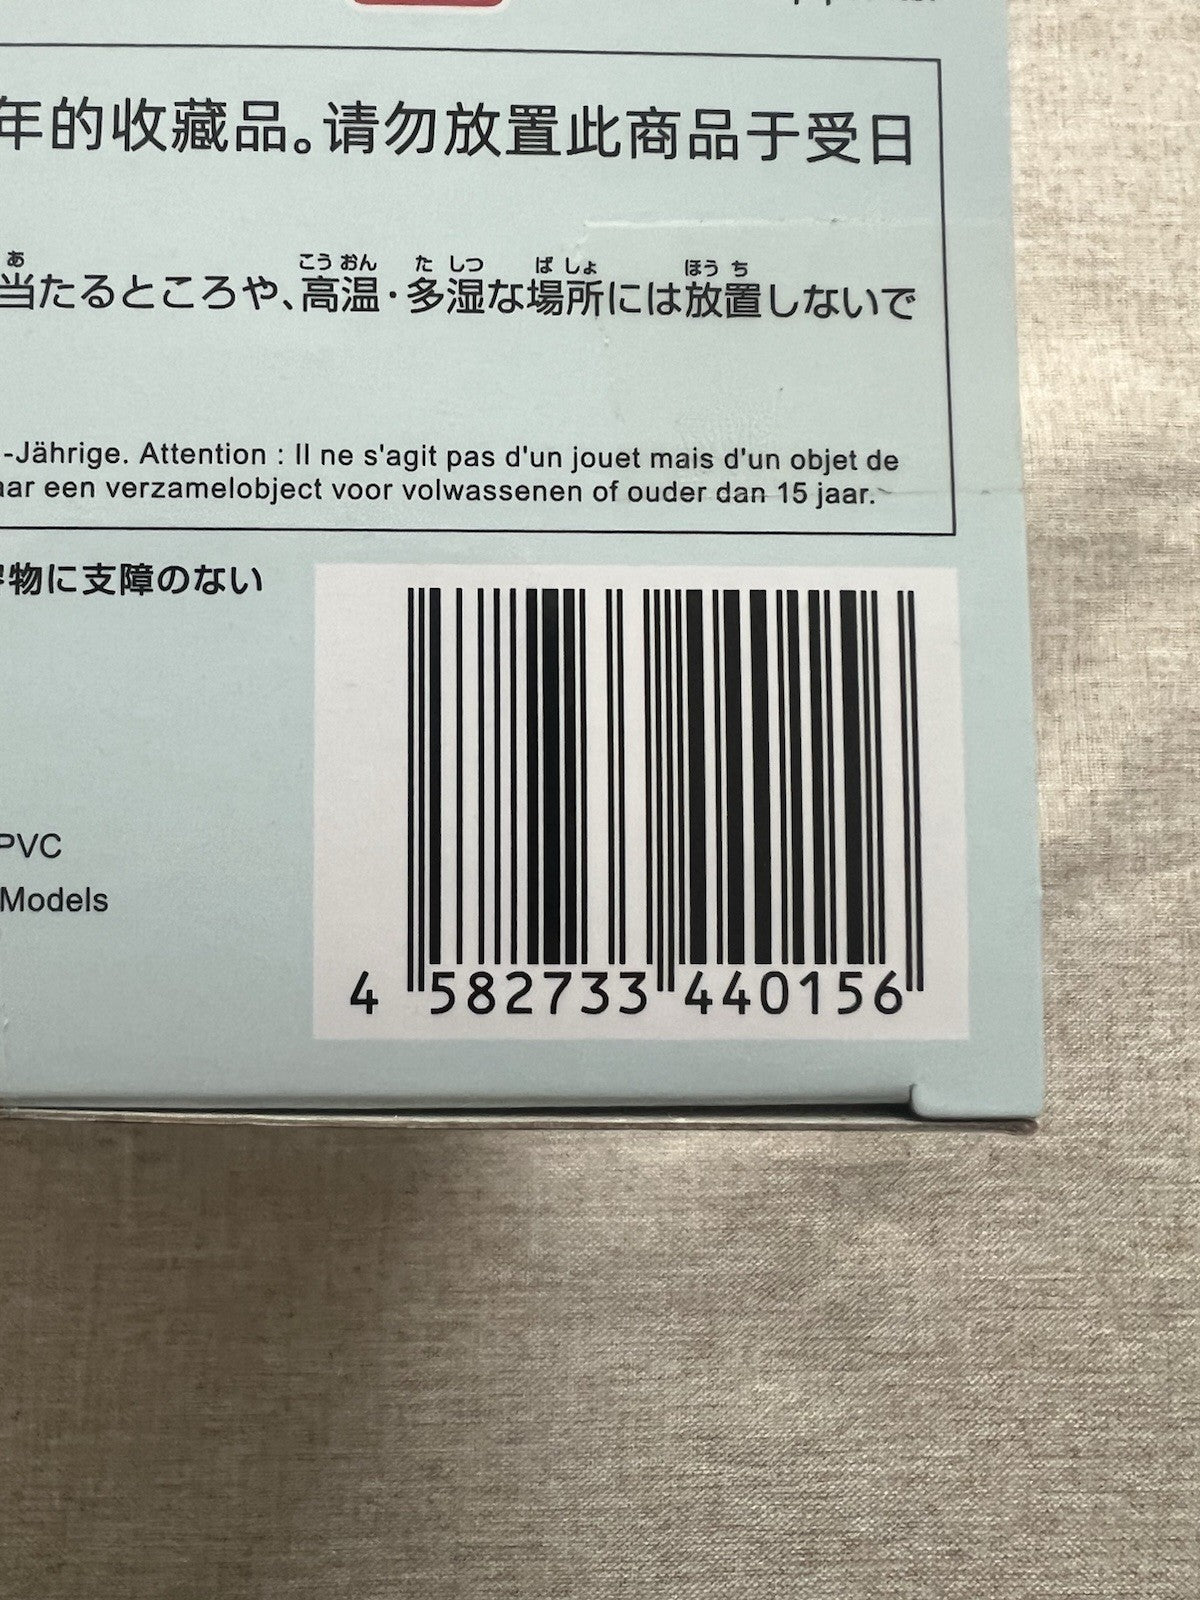 年的收藏品。请勿放置此商品于受日
あ こう おん た しつ ば しょ ほう ち
当たるところや、高温・多湿な場所には放置しないで
-Jährige. Attention : Il ne s'agit pas d'un jouet mais d'un objet de
aar een verzamelobject voor volwassenen of ouder dan 15 jaar.
物に支障のない
PVC
Models
4 582733 440156